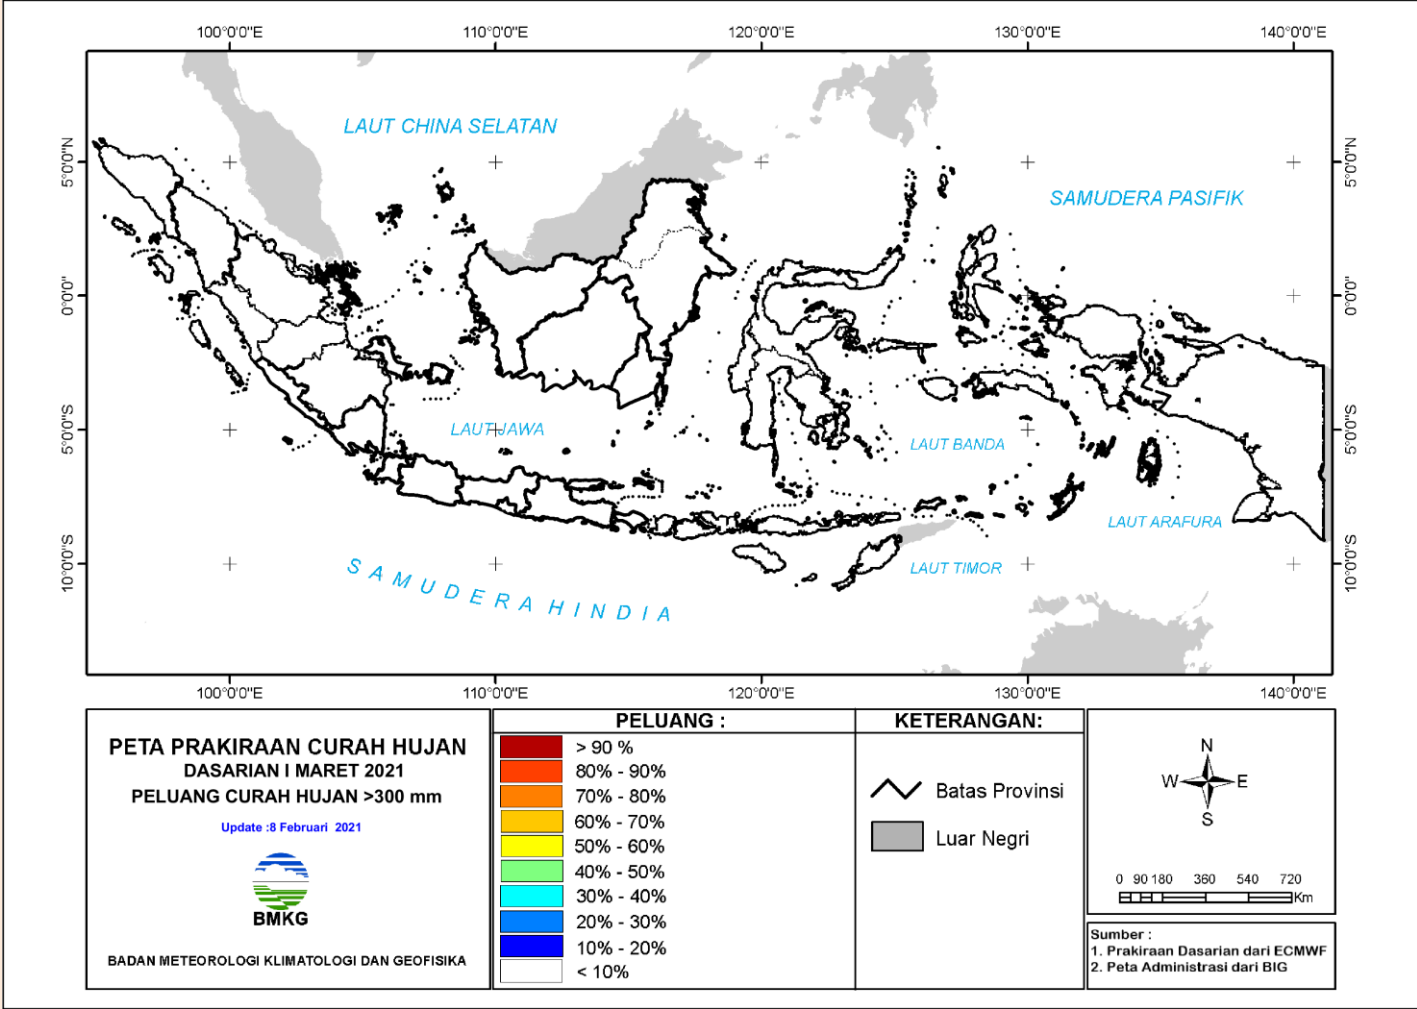 100°0'0"E 110°0'0"E 120°0'0"E 130°0'0"E 140°0'0"E
LAUT CHINA SELATAN
5°0'0"N 5°0'0"N
SAMUDERA PASIFIK
0°0'0" 0°0'0"
5°0'0"S 5°0'0"S
LAUT JAWA
LAUT BANDA
LAUT ARAFURA
10°0'0"S 10°0'0"S
LAUT TIMOR
SAMUDERA HINDIA
100°0'0"E 110°0'0"E 120°0'0"E 130°0'0"E 140°0'0"E
PETA PRAKIRAAN CURAH HUJAN
DASARIAN I MARET 2021
PELUANG CURAH HUJAN >300 mm
Update :8 Februari 2021
BMKG
BADAN METEOROLOGI KLIMATOLOGI DAN GEOFISIKA
PELUANG :
> 90 %
80% - 90%
70% - 80%
60% - 70%
50% - 60%
40% - 50%
30% - 40%
20% - 30%
10% - 20%
< 10%
KETERANGAN:
Batas Provinsi
Luar Negri
N
W E
S
0 90 180 360 540 720
Km
Sumber :
1. Prakiraan Dasarian dari ECMWF
2. Peta Administrasi dari BIG